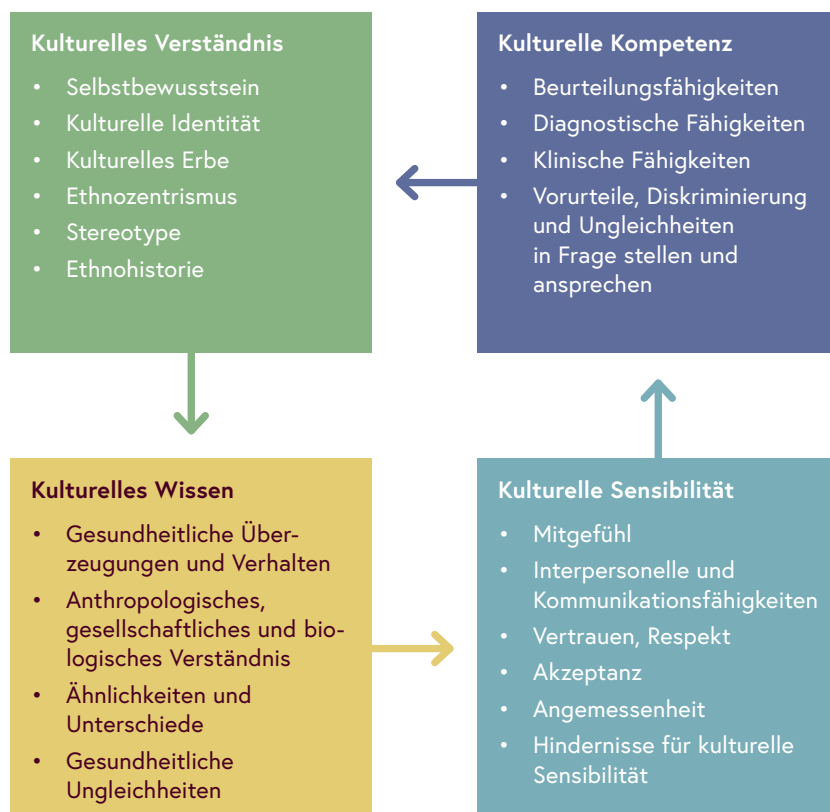 Kulturelles Verständnis
• Selbstbewusstsein
• Kulturelle Identität
• Kulturelles Erbe
• Ethnozentrismus
• Stereotype
• Ethnohistorie
Kulturelle Kompetenz
• Beurteilungsfähigkeiten
• Diagnostische Fähigkeiten
• Klinische Fähigkeiten
• Vorurteile, Diskriminierung
und Ungleichheiten
in Frage stellen und
ansprechen
Kulturelles Wissen
• Gesundheitliche Über-
zeugungen und Verhalten
• Anthropologisches,
gesellschaftliches und bio-
logisches Verständnis
• Ähnlichkeiten und
Unterschiede
• Gesundheitliche
Ungleichheiten
Kulturelle Sensibilität
• Mitgefühl
• Interpersonelle und
Kommunikationsfähigkeiten
• Vertrauen, Respekt
• Akzeptanz
• Angemessenheit
• Hindernisse für kulturelle
Sensibilität